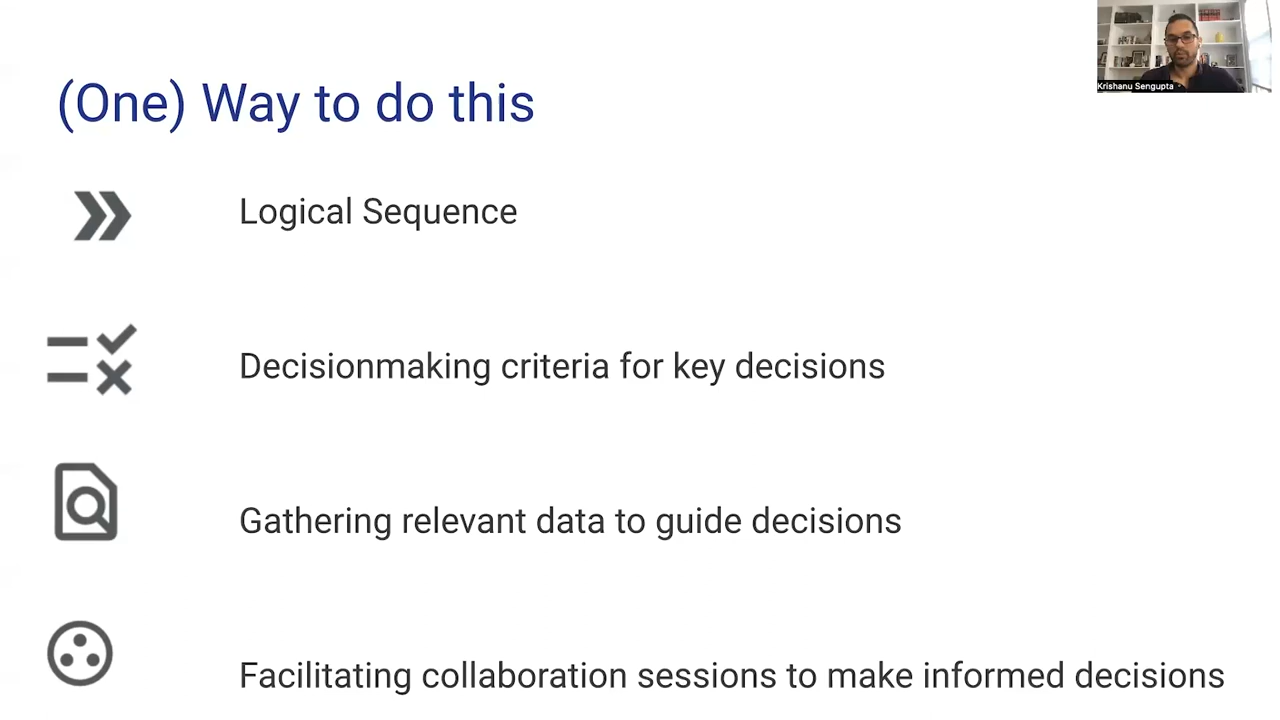 Krishanu Sengupta
(One) Way to do this
Logical Sequence
Decisionmaking criteria for key decisions
Gathering relevant data to guide decisions
Facilitating collaboration sessions to make informed decisions